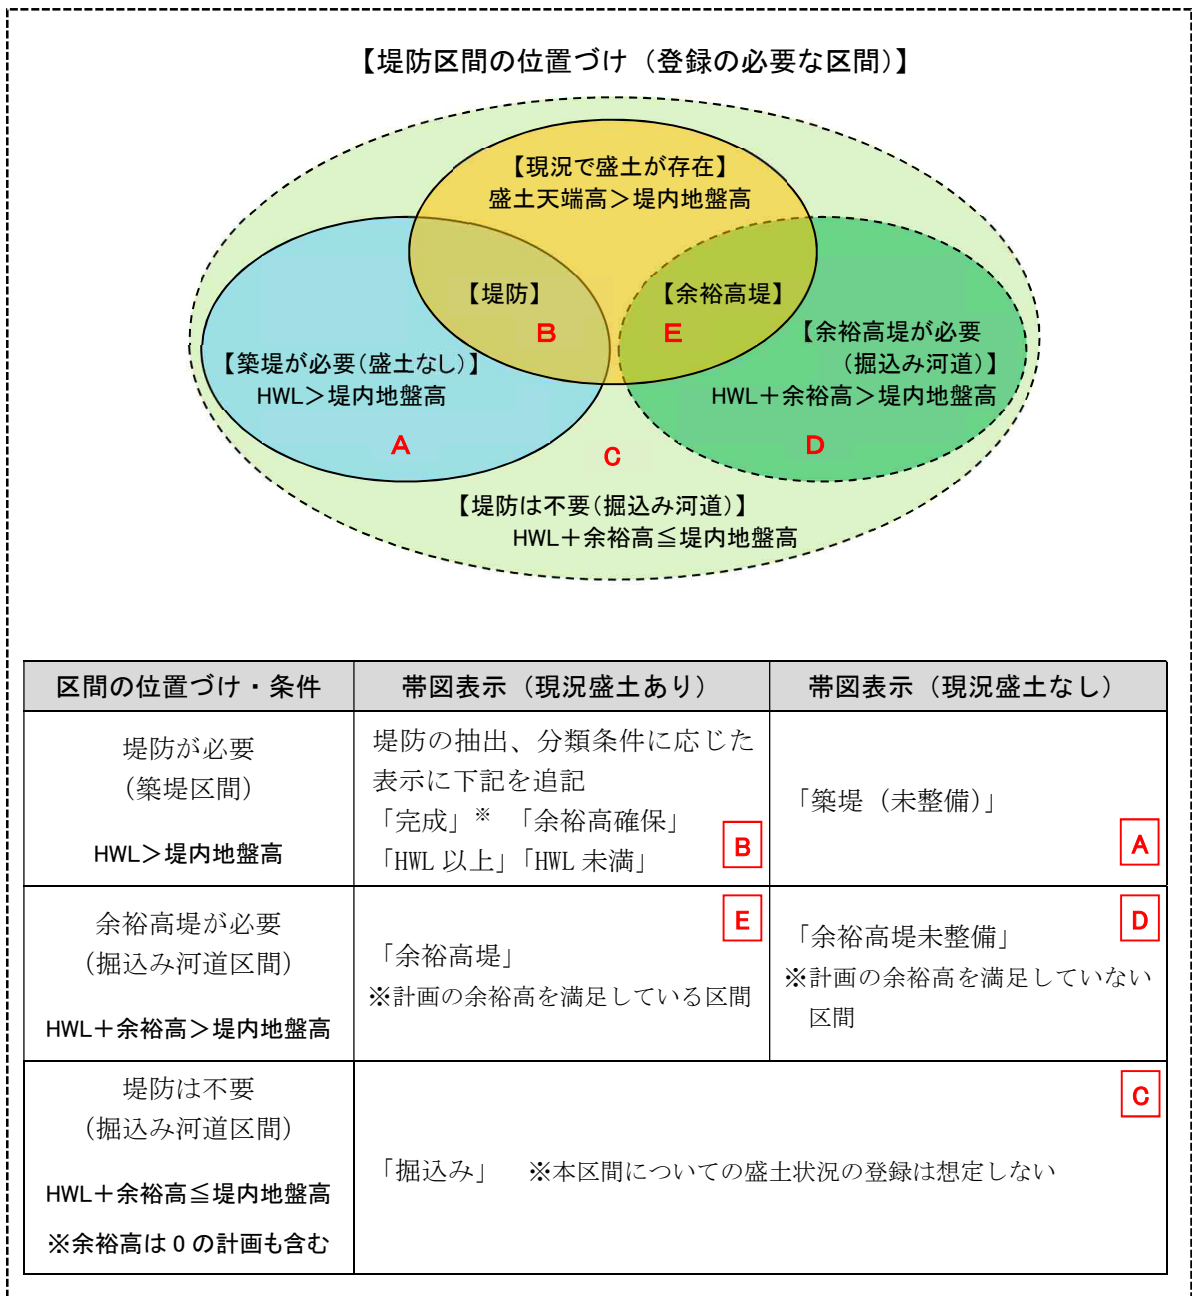 【堤防区間の位置づけ（登録の必要な区間）】
【現況で盛土が存在】
盛土天端高＞堤内地盤高
【堤防】
【余裕高堤】
B
E
【余裕高堤が必要
（掘込み河道）】
HWL＋余裕高＞堤内地盤高
【築堤が必要（盛土なし）】
HWL＞堤内地盤高
A
C
D
【堤防は不要（掘込み河道）】
HWL＋余裕高≦堤内地盤高
区間の位置づけ・条件
帯図表示（現況盛土あり）
帯図表示（現況盛土なし）
堤防が必要
（築堤区間）
HWL＞堤内地盤高
堤防の抽出、分類条件に応じた
表示に下記を追記
「完成」※ 「余裕高確保」
「HWL 以上」「HWL 未満」
B
「築堤（未整備）」
A
余裕高堤が必要
（掘込み河道区間）
HWL＋余裕高＞堤内地盤高
E
「余裕高堤」
※計画の余裕高を満足している区間
D
「余裕高堤未整備」
※計画の余裕高を満足していない
区間
堤防は不要
（掘込み河道区間）
HWL＋余裕高≦堤内地盤高
※余裕高は 0 の計画も含む
C
「掘込み」 ※本区間についての盛土状況の登録は想定しない